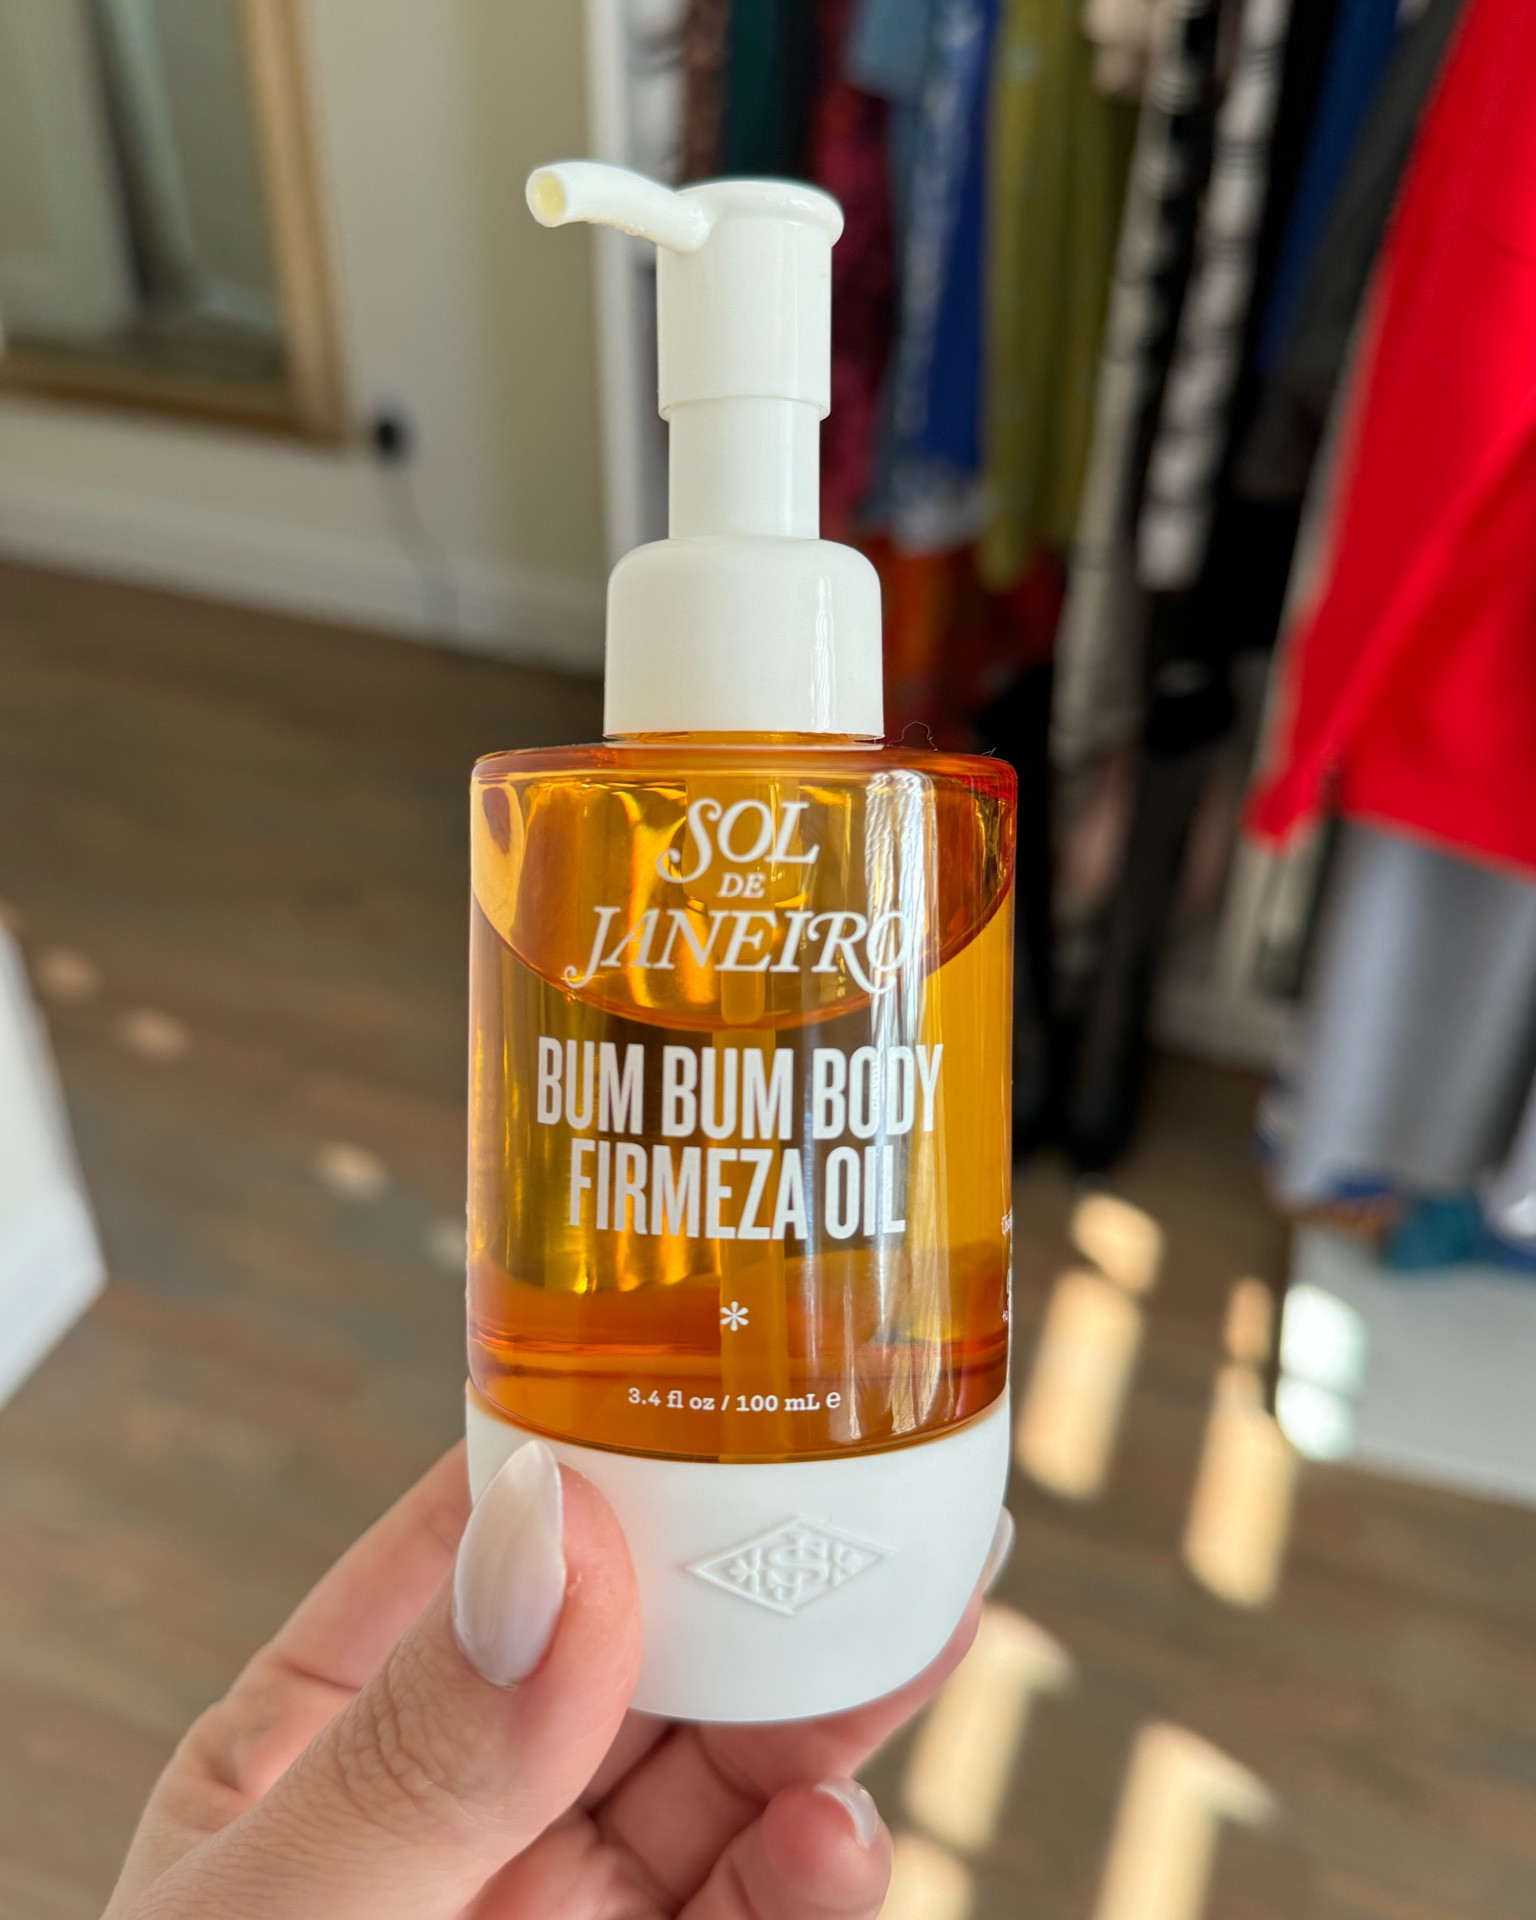 SOL
DE
JANEIRO
BUM BUM BODY
FIRMEZA OIL
*
3.4 fl oz / 100 mL ℮